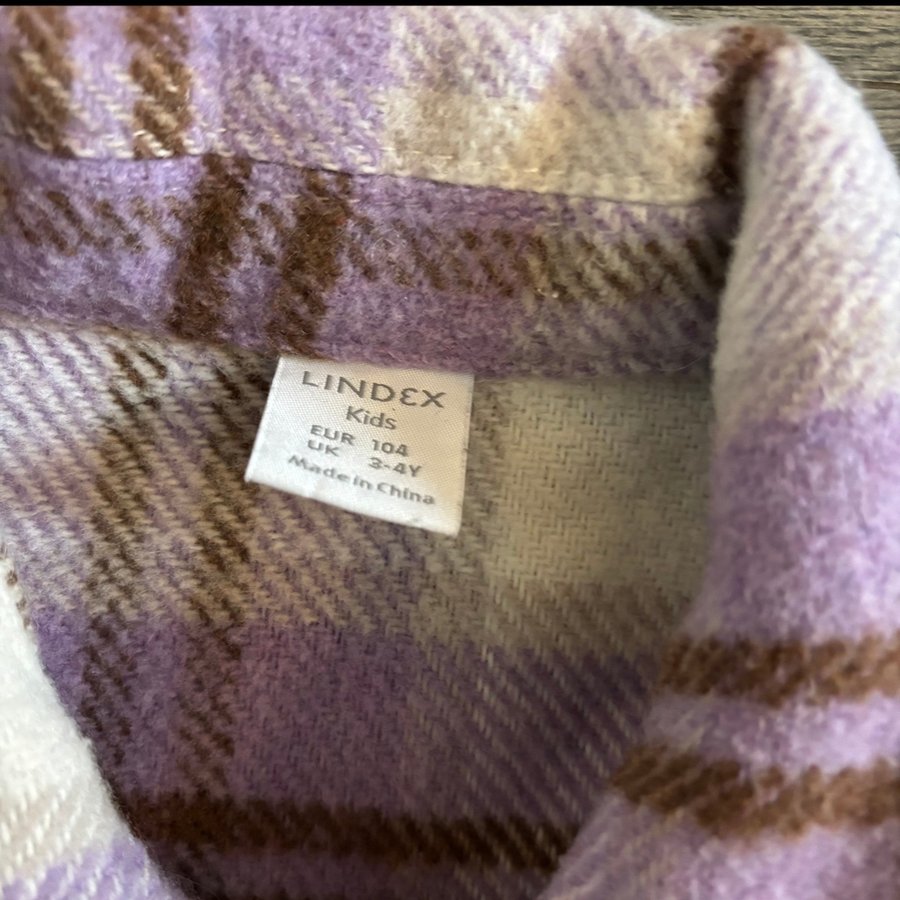 LINDEX
Kids
EUR 104
UK 3-4Y
Made in China